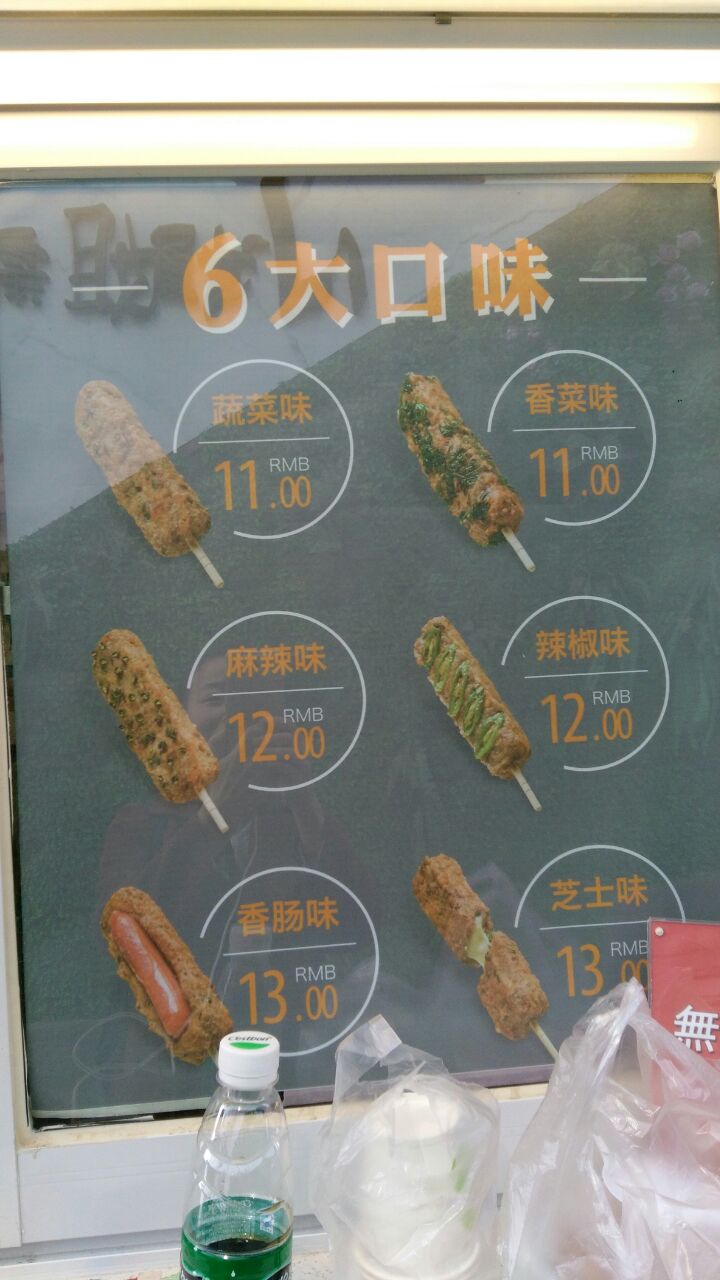 6大口味
蔬菜味
RMB
11.00
香菜味
RMB
11.00
麻辣味
RMB
12.00
辣椒味
RMB
12.00
香肠味
RMB
13.00
芝士味
RMB
13.00
無
C'estbon